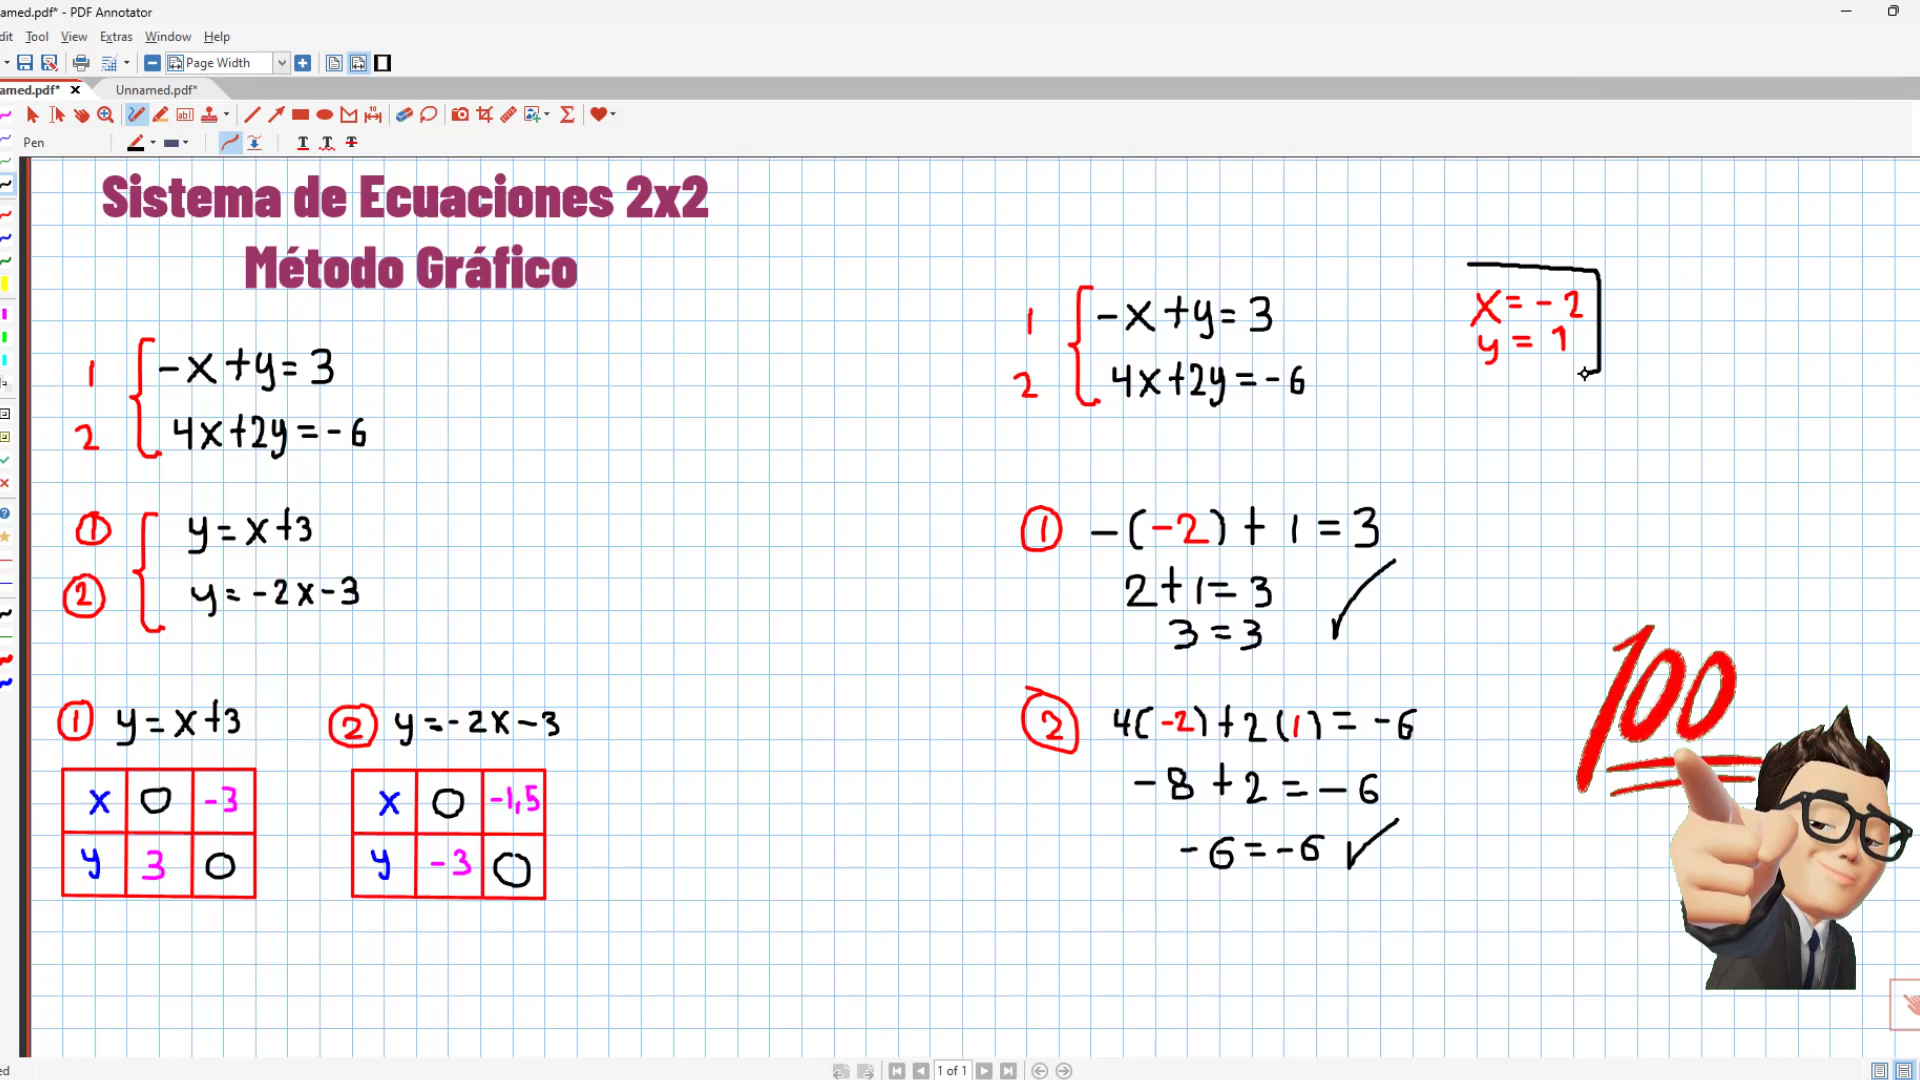 amed.pdf* - PDF Annotator
dit Tool View Extras Window Help
Page Width
amed.pdf* Unnamed.pdf*
Pen
Sistema de Ecuaciones 2x2
Método Gráfico
1 -x+y=3
2 4x+2y=-6
① y=x+3
② y=-2x-3
① y=x+3
x 0 -3
y 3 0
② y=-2x-3
x 0 -1,5
y -3 0
1 -x+y=3
2 4x+2y=-6
x=-2
y=1
① -(-2)+1=3
2+1=3
3=3
② 4(-2)+2(1)=-6
-8+2=-6
-6=-6
100
1 of 1